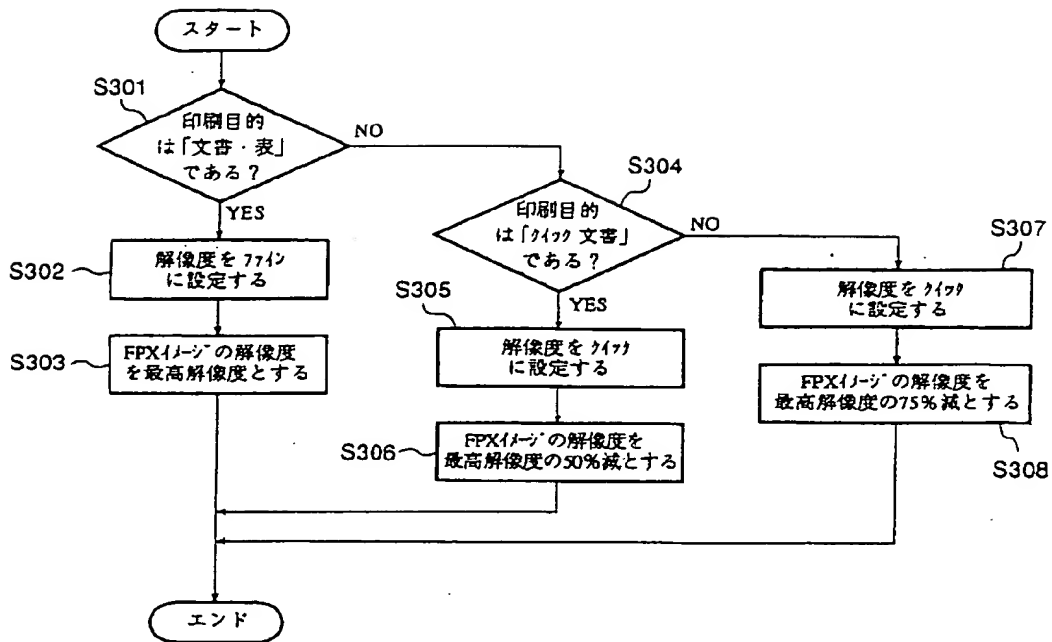 スタート
S301
印刷目的
は「文書・表」
である?
NO
YES
S302
解像度をファイン
に設定する
S303
FPXイメージの解像度
を最高解像度とする
S304
印刷目的
は「クイック文書」
である?
NO
YES
S305
解像度をクイック
に設定する
S306
FPXイメージの解像度を
最高解像度の50%減とする
S307
解像度をクイック
に設定する
FPXイメージの解像度を
最高解像度の75%減とする
S308
エンド